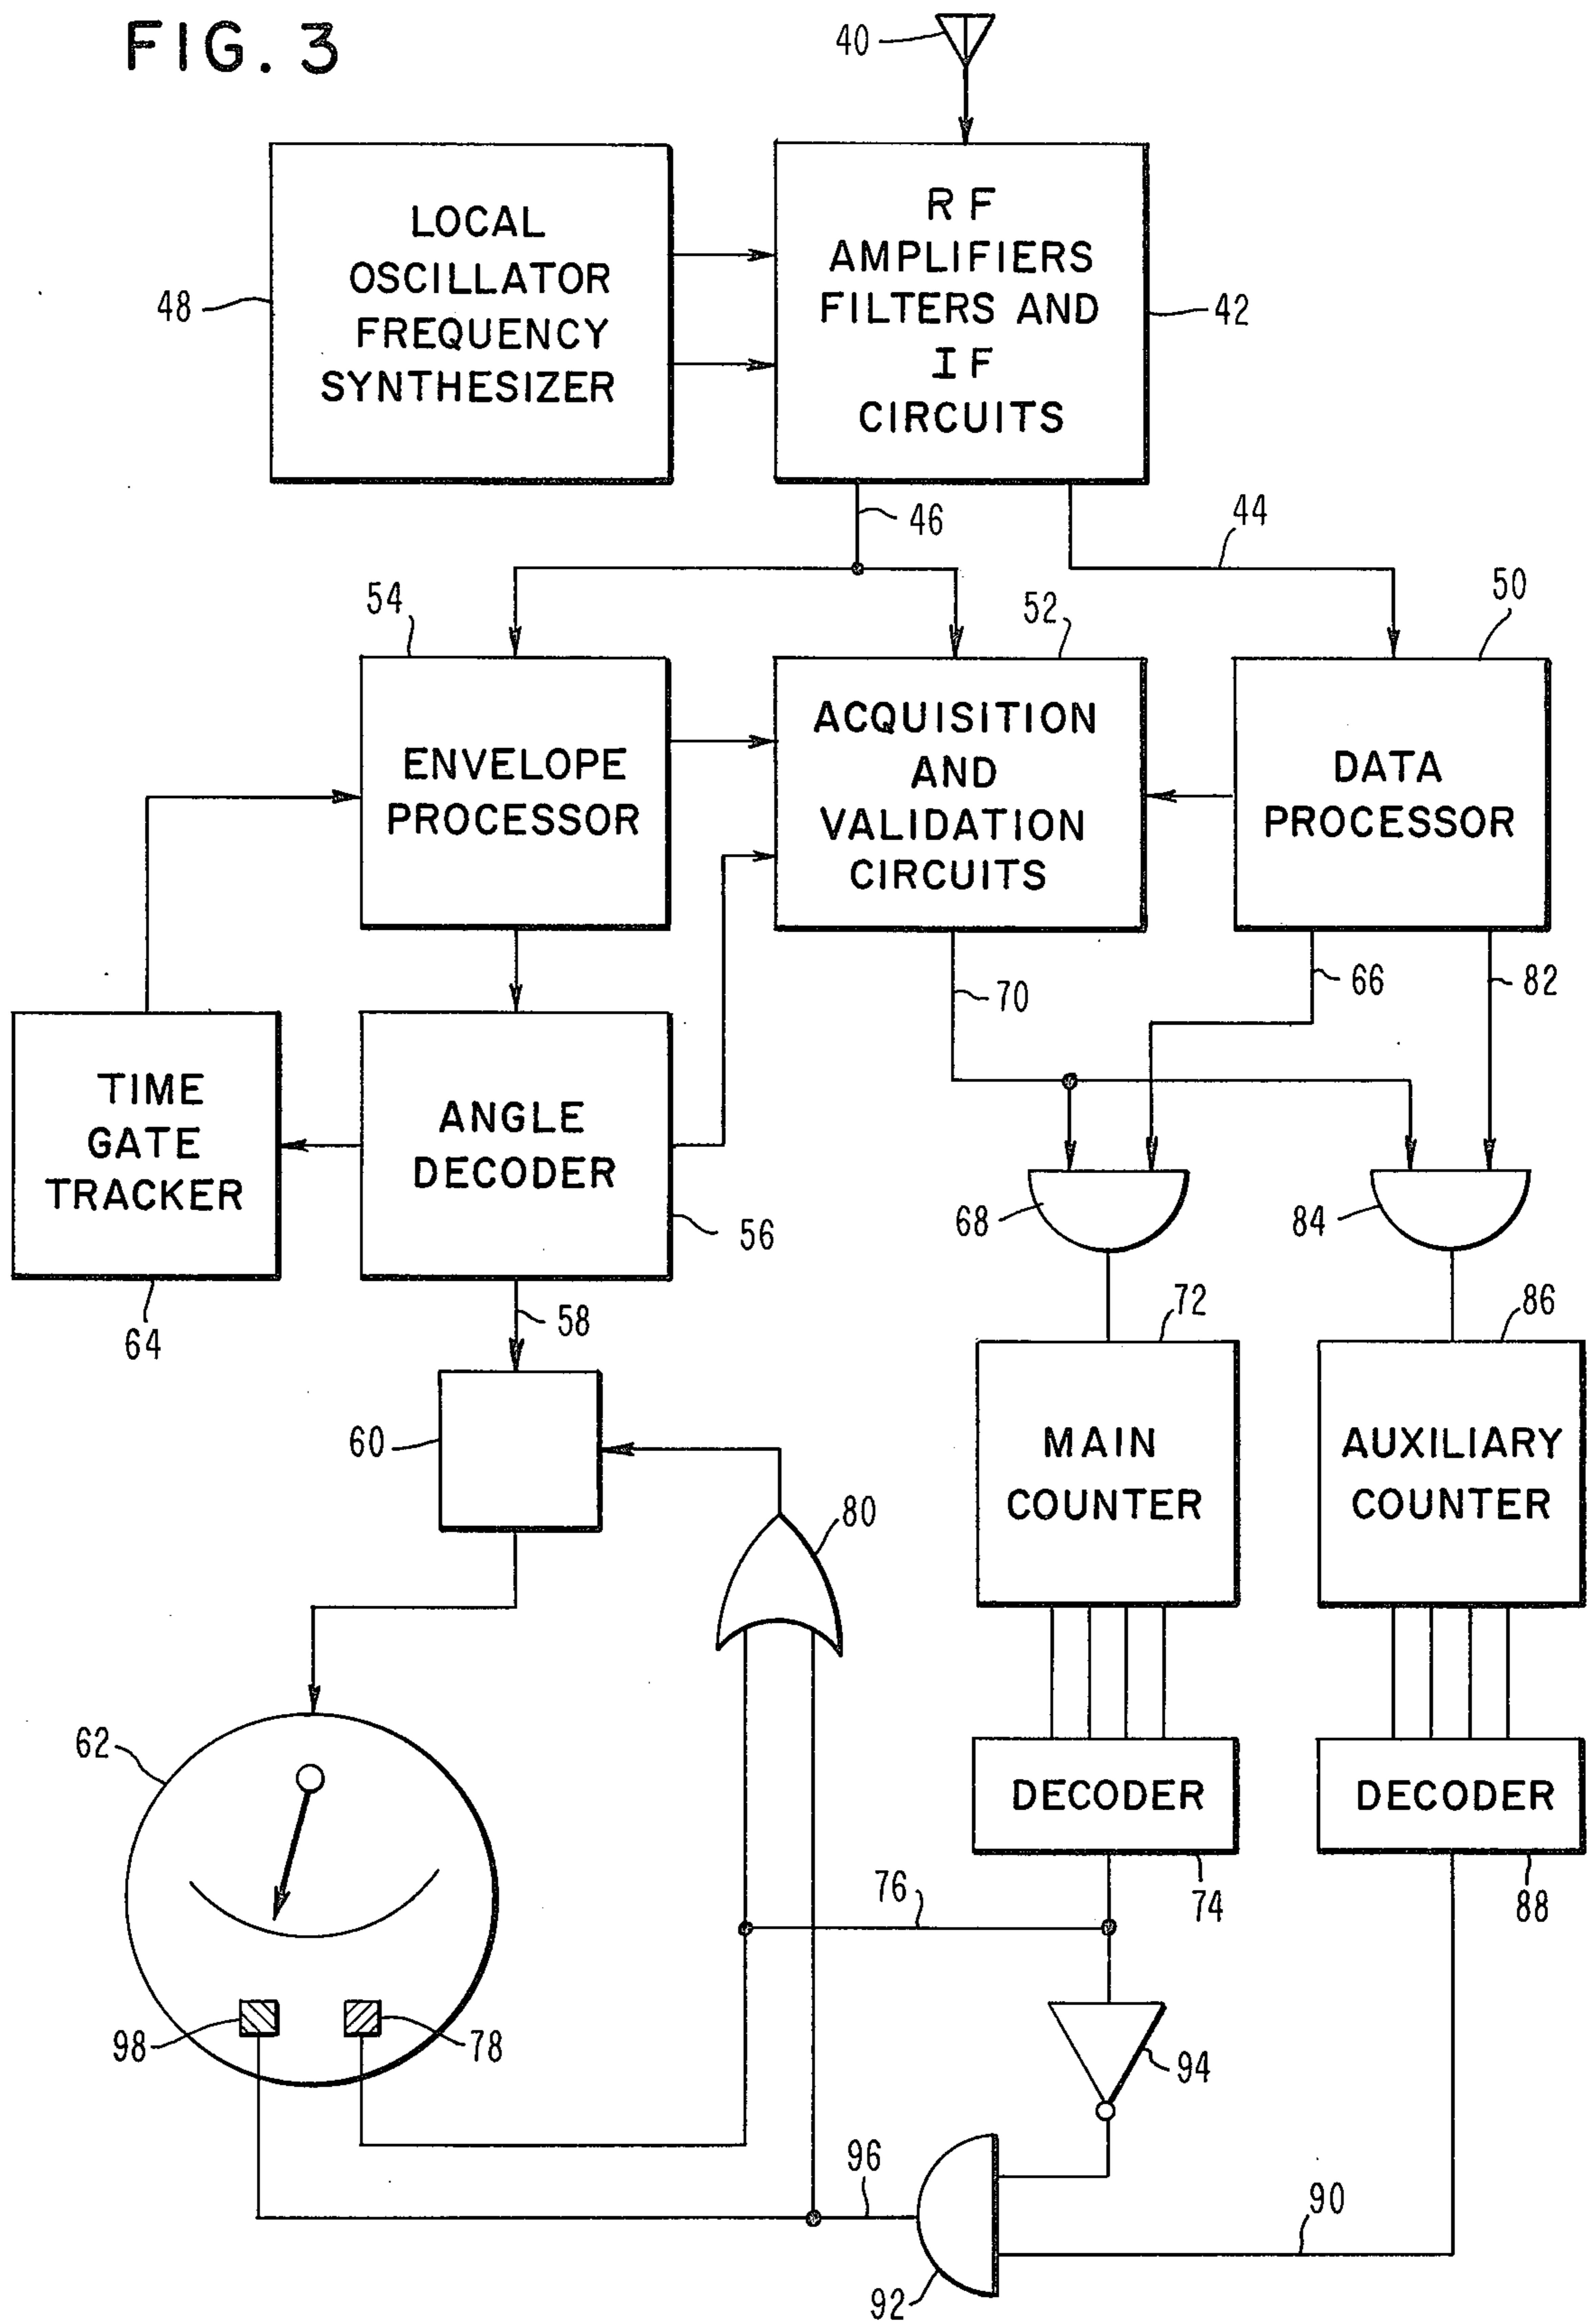 FIG. 3
40
LOCAL
OSCILLATOR
FREQUENCY
SYNTHESIZER
48
RF
AMPLIFIERS
FILTERS AND
IF
CIRCUITS
42
46
44
54
52
50
ENVELOPE
PROCESSOR
ACQUISITION
AND
VALIDATION
CIRCUITS
DATA
PROCESSOR
70
66
82
TIME
GATE
TRACKER
64
ANGLE
DECODER
56
68
84
58
72
86
60
MAIN
COUNTER
AUXILIARY
COUNTER
80
62
DECODER
74
DECODER
88
76
98
78
94
96
90
92